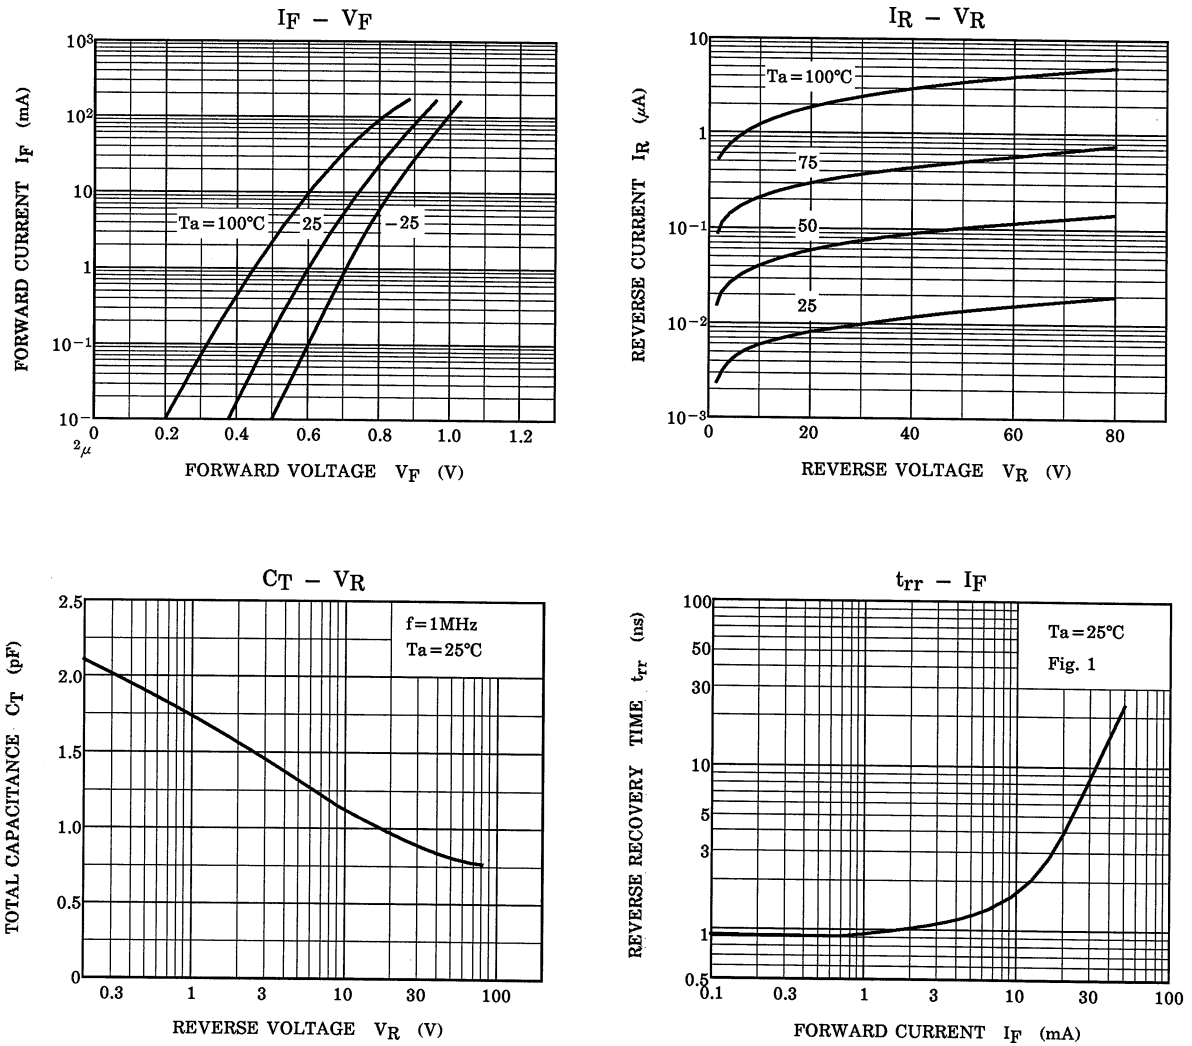 IF – VF
FORWARD CURRENT IF (mA)
10³
10²
10
1
10⁻¹
10⁻
2μ
Ta=100℃
25
−25
0 0.2 0.4 0.6 0.8 1.0 1.2
FORWARD VOLTAGE VF (V)
IR – VR
REVERSE CURRENT IR (μA)
10
1
10⁻¹
10⁻²
10⁻³
Ta=100℃
75
50
25
0 20 40 60 80
REVERSE VOLTAGE VR (V)
CT – VR
TOTAL CAPACITANCE CT (pF)
2.5
2.0
1.5
1.0
0.5
0
f=1MHz
Ta=25℃
0.3 1 3 10 30 100
REVERSE VOLTAGE VR (V)
trr – IF
REVERSE RECOVERY TIME trr (ns)
100
50
30
10
5
3
1
0.5
Ta=25℃
Fig. 1
0.1 0.3 1 3 10 30 100
FORWARD CURRENT IF (mA)